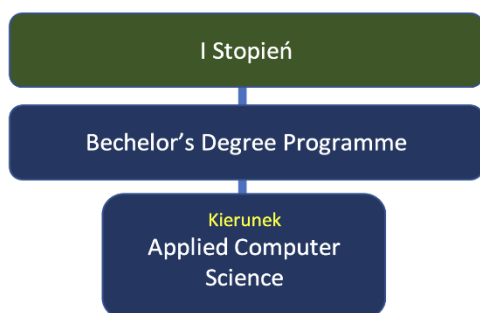 I Stopień
Bechelor's Degree Programme
Kierunek
Applied Computer
Science